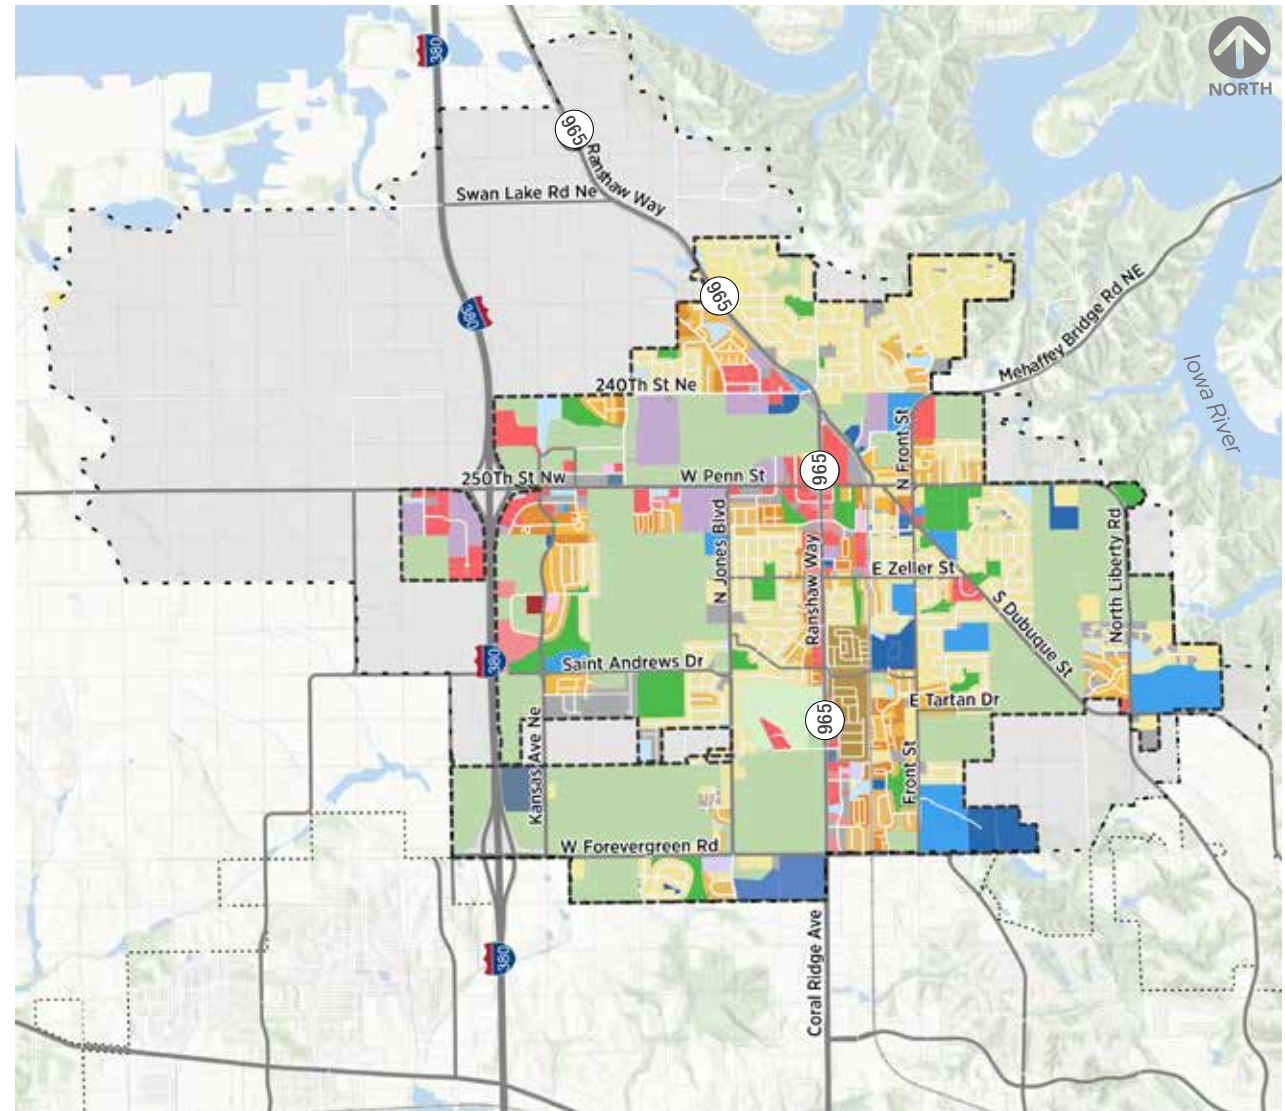 380
NORTH
965
Ranshaw Way
Swan Lake Rd Ne
965
Mehaffey Bridge Rd NE
380
Iowa River
240Th St Ne
N Front St
965
250Th St Nw
W Penn St
N Jones Blvd
Ranshaw Way
North Liberty Rd
E Zeller St
S Dubuque St
380
Saint Andrews Dr
E Tartan Dr
965
Kansas Ave Ne
Front St
W Forevergreen Rd
380
Coral Ridge Ave